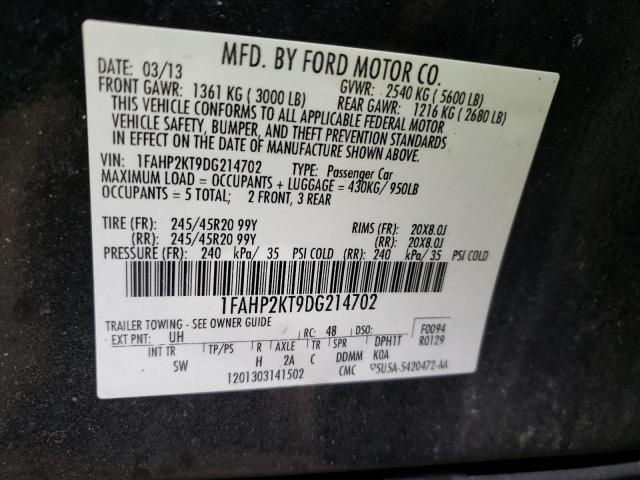 MFD. BY FORD MOTOR CO.
DATE: 03/13 GVWR: 2540 KG (5600 LB)
FRONT GAWR: 1361 KG (3000 LB) REAR GAWR: 1216 KG (2680 LB)
THIS VEHICLE CONFORMS TO ALL APPLICABLE FEDERAL MOTOR
VEHICLE SAFETY, BUMPER, AND THEFT PREVENTION STANDARDS
IN EFFECT ON THE DATE OF MANUFACTURE SHOWN ABOVE.
VIN: 1FAHP2KT9DG214702 TYPE: Passenger Car
MAXIMUM LOAD = OCCUPANTS + LUGGAGE = 430KG/950LB
OCCUPANTS = 5 TOTAL; 2 FRONT, 3 REAR
TIRE (FR): 245/45R20 99Y RIMS (FR): 20X8.0J
(RR): 245/45R20 99Y (RR): 20X8.0J
PRESSURE (FR): 240 kPa/ 35 PSI COLD (RR): 240 kPa/ 35 PSI COLD
1FAHP2KT9DG214702
TRAILER TOWING - SEE OWNER GUIDE F0094
EXT PNT: UH RC: 48 DSO: R0129
INT TR TP/PS R AXLE TR SPR DPH1T
SW H 2A C DDMM K0A
1201303141502 CMC 5U5A-5420472-AA